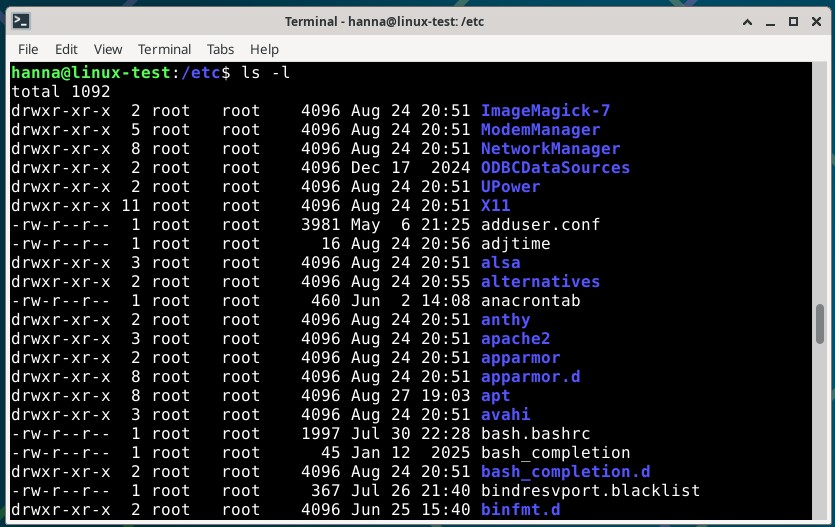 Terminal - hanna@linux-test: /etc
File Edit View Terminal Tabs Help
hanna@linux-test:/etc$ ls -l
total 1092
drwxr-xr-x  2 root   root    4096 Aug 24 20:51 ImageMagick-7
drwxr-xr-x  5 root   root    4096 Aug 24 20:51 ModemManager
drwxr-xr-x  8 root   root    4096 Aug 24 20:51 NetworkManager
drwxr-xr-x  2 root   root    4096 Dec 17  2024 ODBCDataSources
drwxr-xr-x  2 root   root    4096 Aug 24 20:51 UPower
drwxr-xr-x 11 root   root    4096 Aug 24 20:51 X11
-rw-r--r--  1 root   root    3981 May  6 21:25 adduser.conf
-rw-r--r--  1 root   root      16 Aug 24 20:56 adjtime
drwxr-xr-x  3 root   root    4096 Aug 24 20:51 alsa
drwxr-xr-x  2 root   root    4096 Aug 24 20:55 alternatives
-rw-r--r--  1 root   root     460 Jun  2 14:08 anacrontab
drwxr-xr-x  2 root   root    4096 Aug 24 20:51 anthy
drwxr-xr-x  3 root   root    4096 Aug 24 20:51 apache2
drwxr-xr-x  2 root   root    4096 Aug 24 20:51 apparmor
drwxr-xr-x  8 root   root    4096 Aug 24 20:51 apparmor.d
drwxr-xr-x  8 root   root    4096 Aug 27 19:03 apt
drwxr-xr-x  3 root   root    4096 Aug 24 20:51 avahi
-rw-r--r--  1 root   root    1997 Jul 30 22:28 bash.bashrc
-rw-r--r--  1 root   root      45 Jan 12  2025 bash_completion
drwxr-xr-x  2 root   root    4096 Aug 24 20:51 bash_completion.d
-rw-r--r--  1 root   root     367 Jul 26 21:40 bindresvport.blacklist
drwxr-xr-x  2 root   root    4096 Jun 25 15:40 binfmt.d